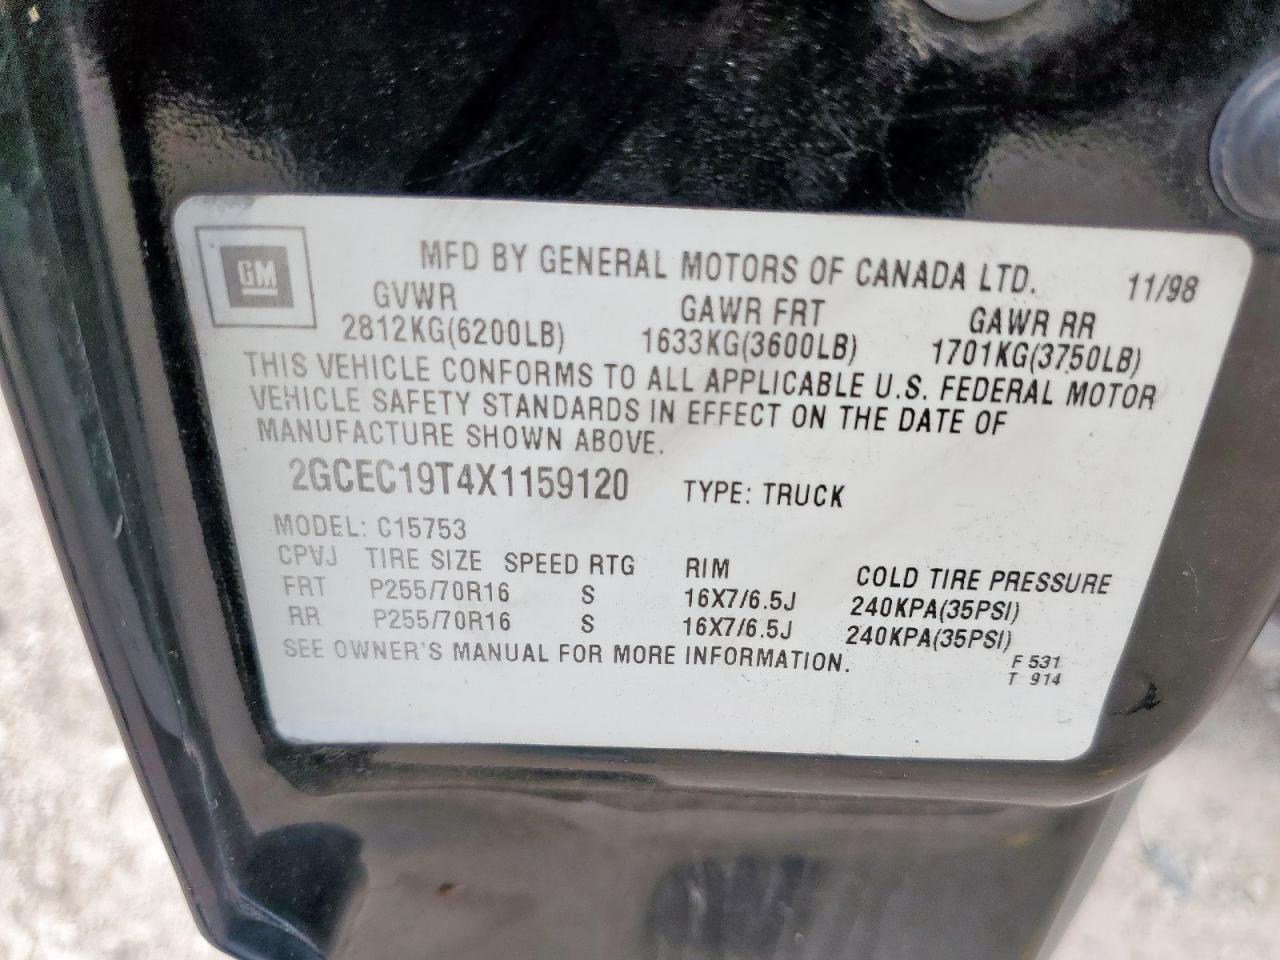 GM
MFD BY GENERAL MOTORS OF CANADA LTD. 11/98
GVWR GAWR FRT GAWR RR
2812KG(6200LB) 1633KG(3600LB) 1701KG(3750LB)
THIS VEHICLE CONFORMS TO ALL APPLICABLE U.S. FEDERAL MOTOR
VEHICLE SAFETY STANDARDS IN EFFECT ON THE DATE OF
MANUFACTURE SHOWN ABOVE.
2GCEC19T4X1159120 TYPE: TRUCK
MODEL: C15753
CPVJ TIRE SIZE SPEED RTG RIM COLD TIRE PRESSURE
FRT P255/70R16 S 16X7/6.5J 240KPA(35PSI)
RR P255/70R16 S 16X7/6.5J 240KPA(35PSI)
SEE OWNER'S MANUAL FOR MORE INFORMATION.
F 531
T 914